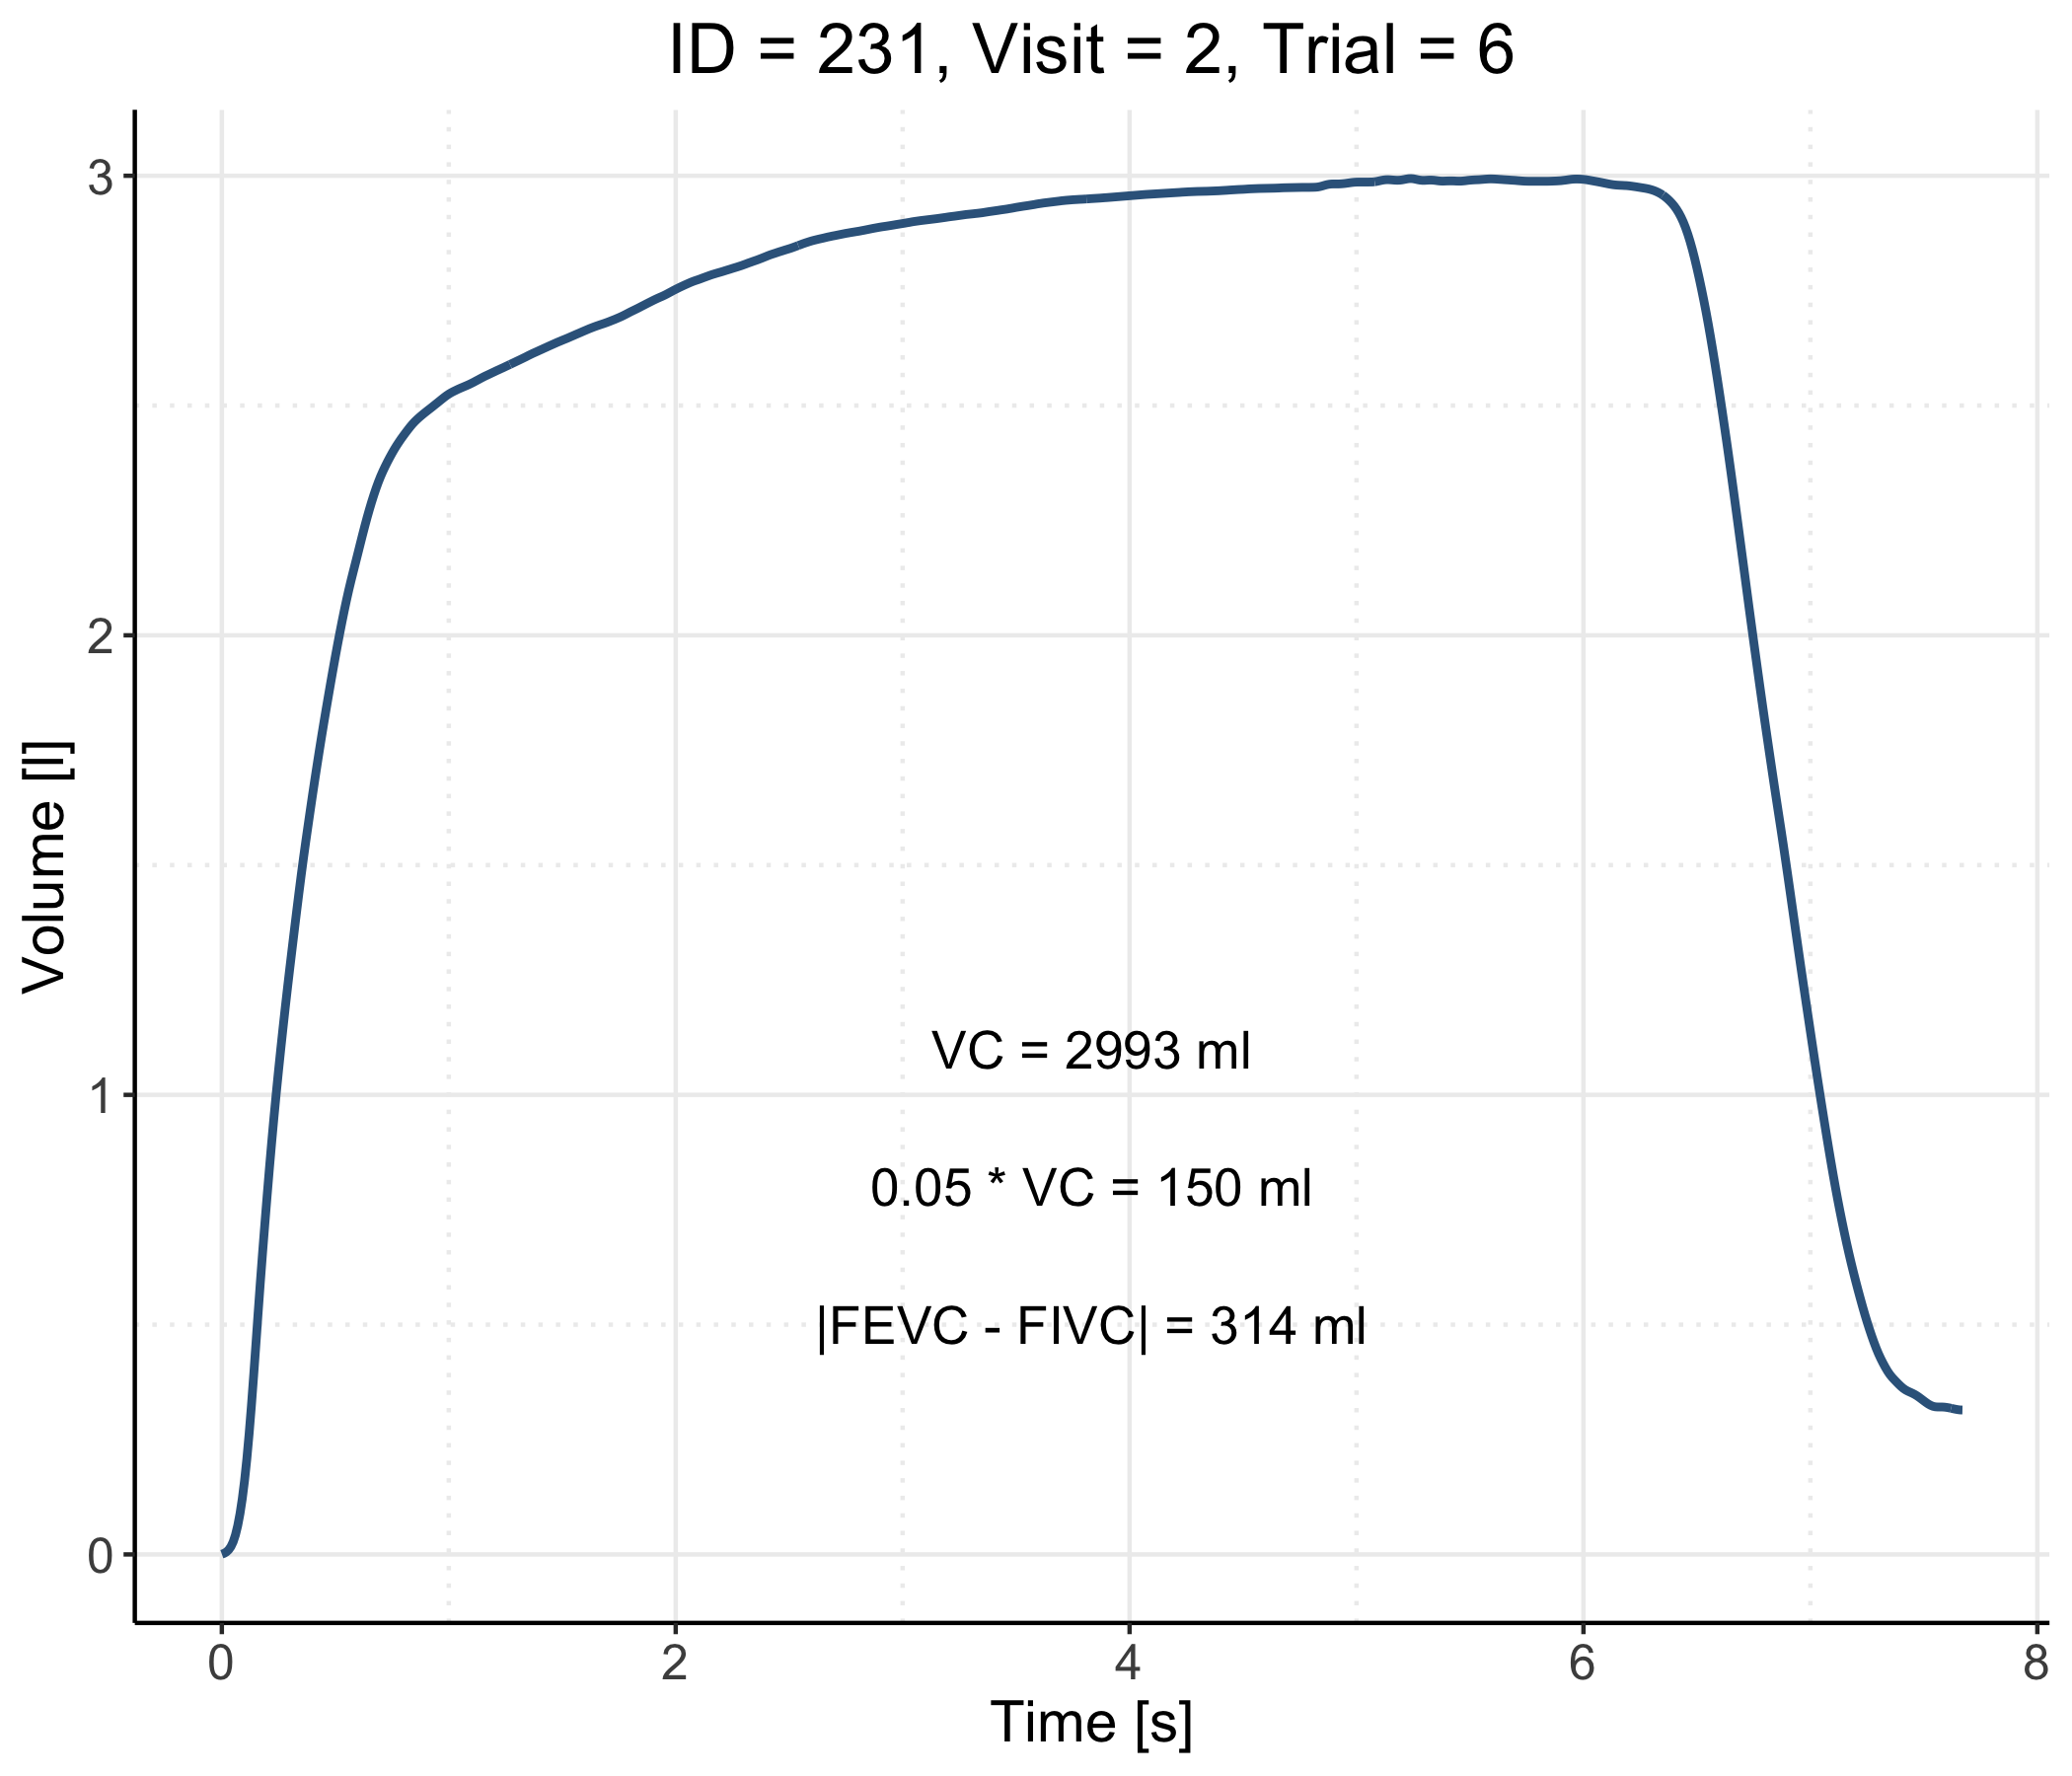 ID = 231, Visit = 2, Trial = 6
3
2
1
0
Volume [l]
VC = 2993 ml
0.05 * VC = 150 ml
|FEVC - FIVC| = 314 ml
0 2 4 6 8
Time [s]